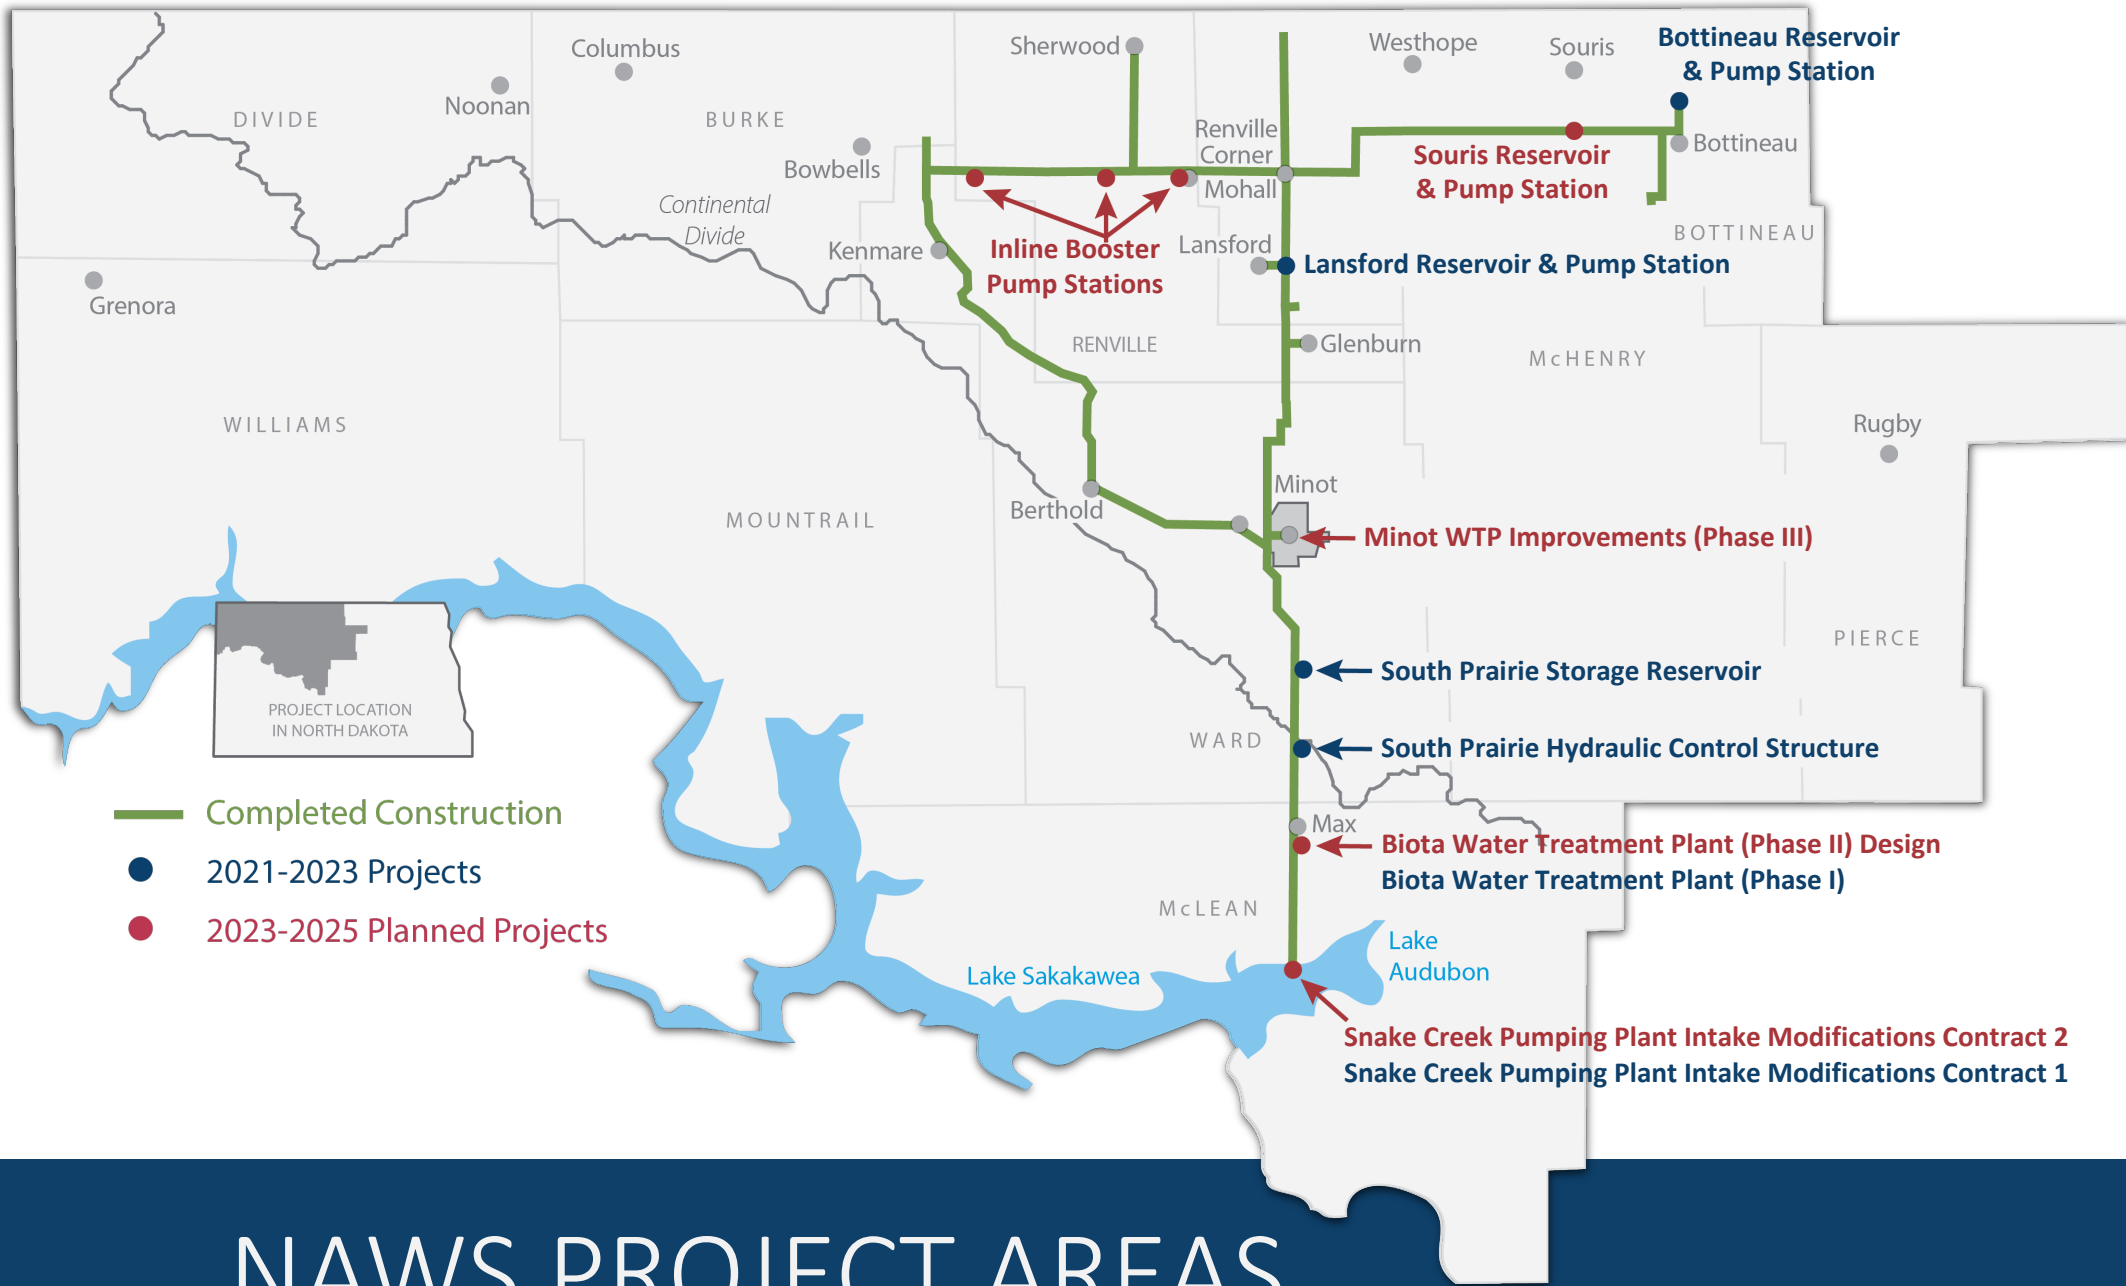 Columbus
Sherwood
Westhope
Souris
Bottineau Reservoir
& Pump Station
Noonan
DIVIDE
BURKE
Bowbells
Renville
Corner
Mohall
Souris Reservoir
& Pump Station
Bottineau
Continental
Divide
Kenmare
Inline Booster
Pump Stations
Lansford
Lansford Reservoir & Pump Station
BOTTINEAU
Grenora
RENVILLE
Glenburn
McHENRY
WILLIAMS
Rugby
MOUNTRAIL
Berthold
Minot
Minot WTP Improvements (Phase III)
PIERCE
South Prairie Storage Reservoir
PROJECT LOCATION
IN NORTH DAKOTA
WARD
South Prairie Hydraulic Control Structure
Completed Construction
2021-2023 Projects
2023-2025 Planned Projects
Max
Biota Water Treatment Plant (Phase II) Design
Biota Water Treatment Plant (Phase I)
McLEAN
Lake Sakakawea
Lake
Audubon
Snake Creek Pumping Plant Intake Modifications Contract 2
Snake Creek Pumping Plant Intake Modifications Contract 1
NAWS PROJECT AREAS